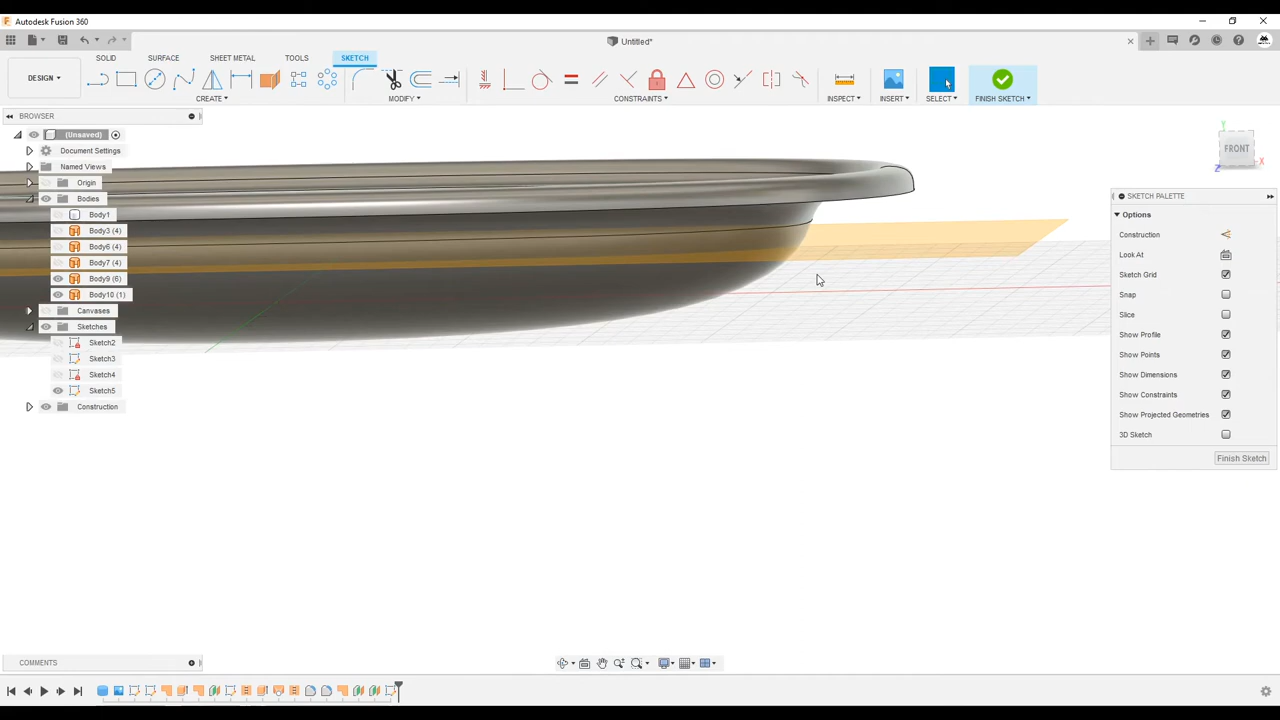 Autodesk Fusion 360
Untitled*
SOLID SURFACE SHEET METAL TOOLS SKETCH
DESIGN
CREATE MODIFY CONSTRAINTS INSPECT INSERT SELECT FINISH SKETCH
BROWSER
(Unsaved)
Document Settings
Named Views
Origin
Bodies
Body1
Body3 (4)
Body6 (4)
Body7 (4)
Body9 (6)
Body10 (1)
Canvases
Sketches
Sketch2
Sketch3
Sketch4
Sketch5
Construction
Y
FRONT
X
Z
SKETCH PALETTE
Options
Construction
Look At
Sketch Grid
Snap
Slice
Show Profile
Show Points
Show Dimensions
Show Constraints
Show Projected Geometries
3D Sketch
Finish Sketch
COMMENTS